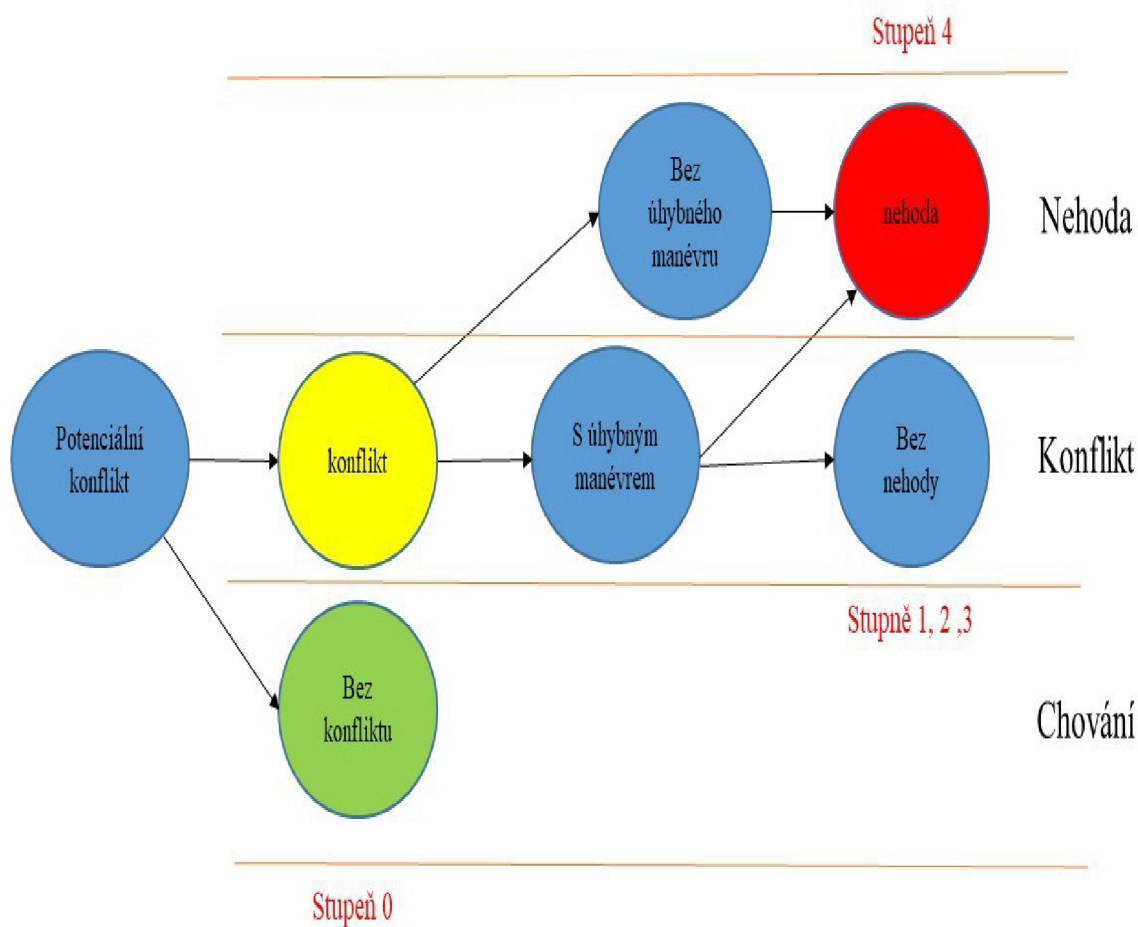 Stupeň 4
Bez
úhybného
manévru
nehoda
Nehoda
Potenciální
konflikt
konflikt
S úhybným
manévrem
Bez
nehody
Konflikt
Stupně 1, 2 ,3
Bez
konfliktu
Chování
Stupeň 0